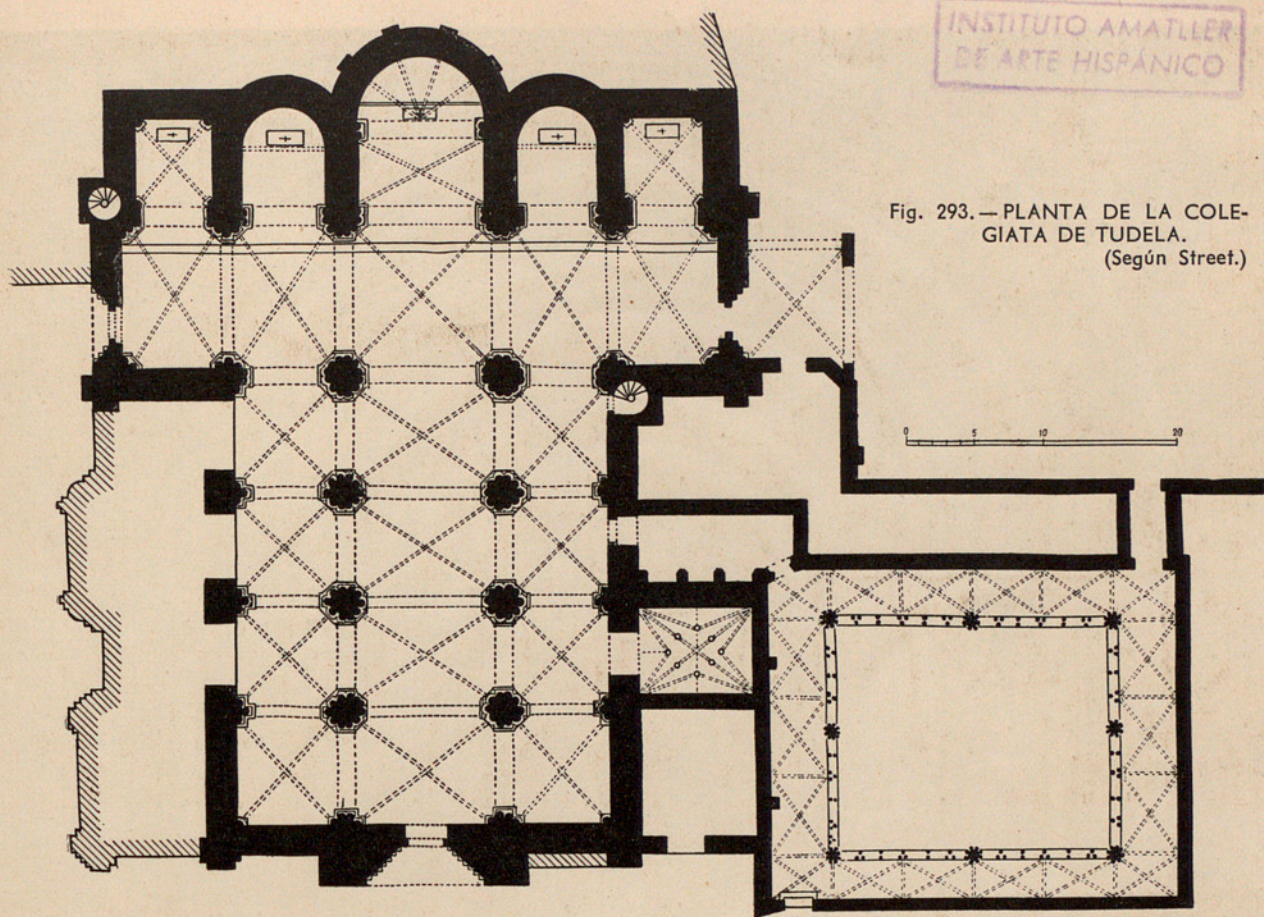 INSTITUTO AMATLLER
DE ARTE HISPÁNICO
Fig. 293.—PLANTA DE LA COLE-
GIATA DE TUDELA.
(Según Street.)
0 5 10 20